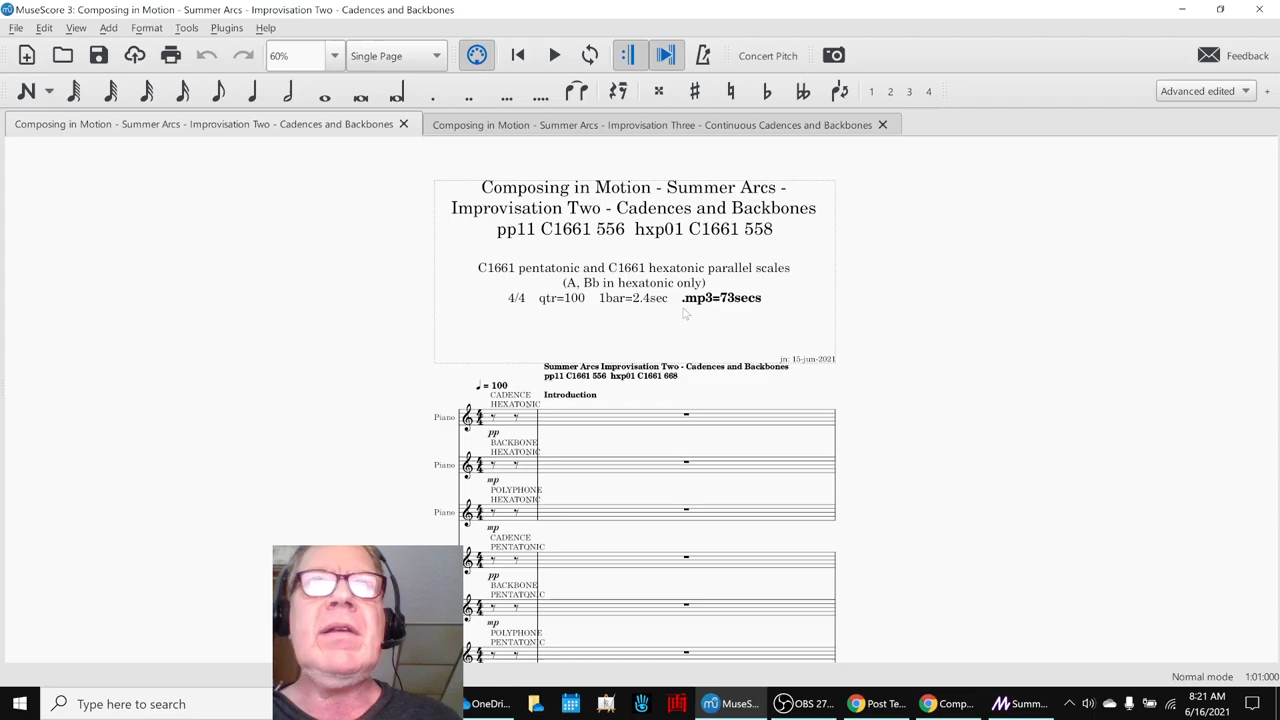 MuseScore 3: Composing in Motion - Summer Arcs - Improvisation Two - Cadences and Backbones
File Edit View Add Format Tools Plugins Help
60% Single Page Concert Pitch Feedback
1 2 3 4 Advanced edited +
Composing in Motion - Summer Arcs - Improvisation Two - Cadences and Backbones Composing in Motion - Summer Arcs - Improvisation Three - Continuous Cadences and Backbones
Composing in Motion - Summer Arcs -
Improvisation Two - Cadences and Backbones
pp11 C1661 556 hxp01 C1661 558
C1661 pentatonic and C1661 hexatonic parallel scales
(A, Bb in hexatonic only)
4/4 qtr=100 1bar=2.4sec .mp3=73secs
jn: 15-jun-2021
Summer Arcs Improvisation Two - Cadences and Backbones
pp11 C1661 556 hxp01 C1661 668
= 100
CADENCE Introduction
HEXATONIC
Piano
pp
BACKBONE
HEXATONIC
Piano
mp
POLYPHONE
HEXATONIC
Piano
mp
CADENCE
PENTATONIC
pp
BACKBONE
PENTATONIC
mp
POLYPHONE
PENTATONIC
Normal mode 1:01:000
Type here to search
OneDri... MuseS... OBS 27... Post Te... Comp... Summ...
8:21 AM
6/16/2021